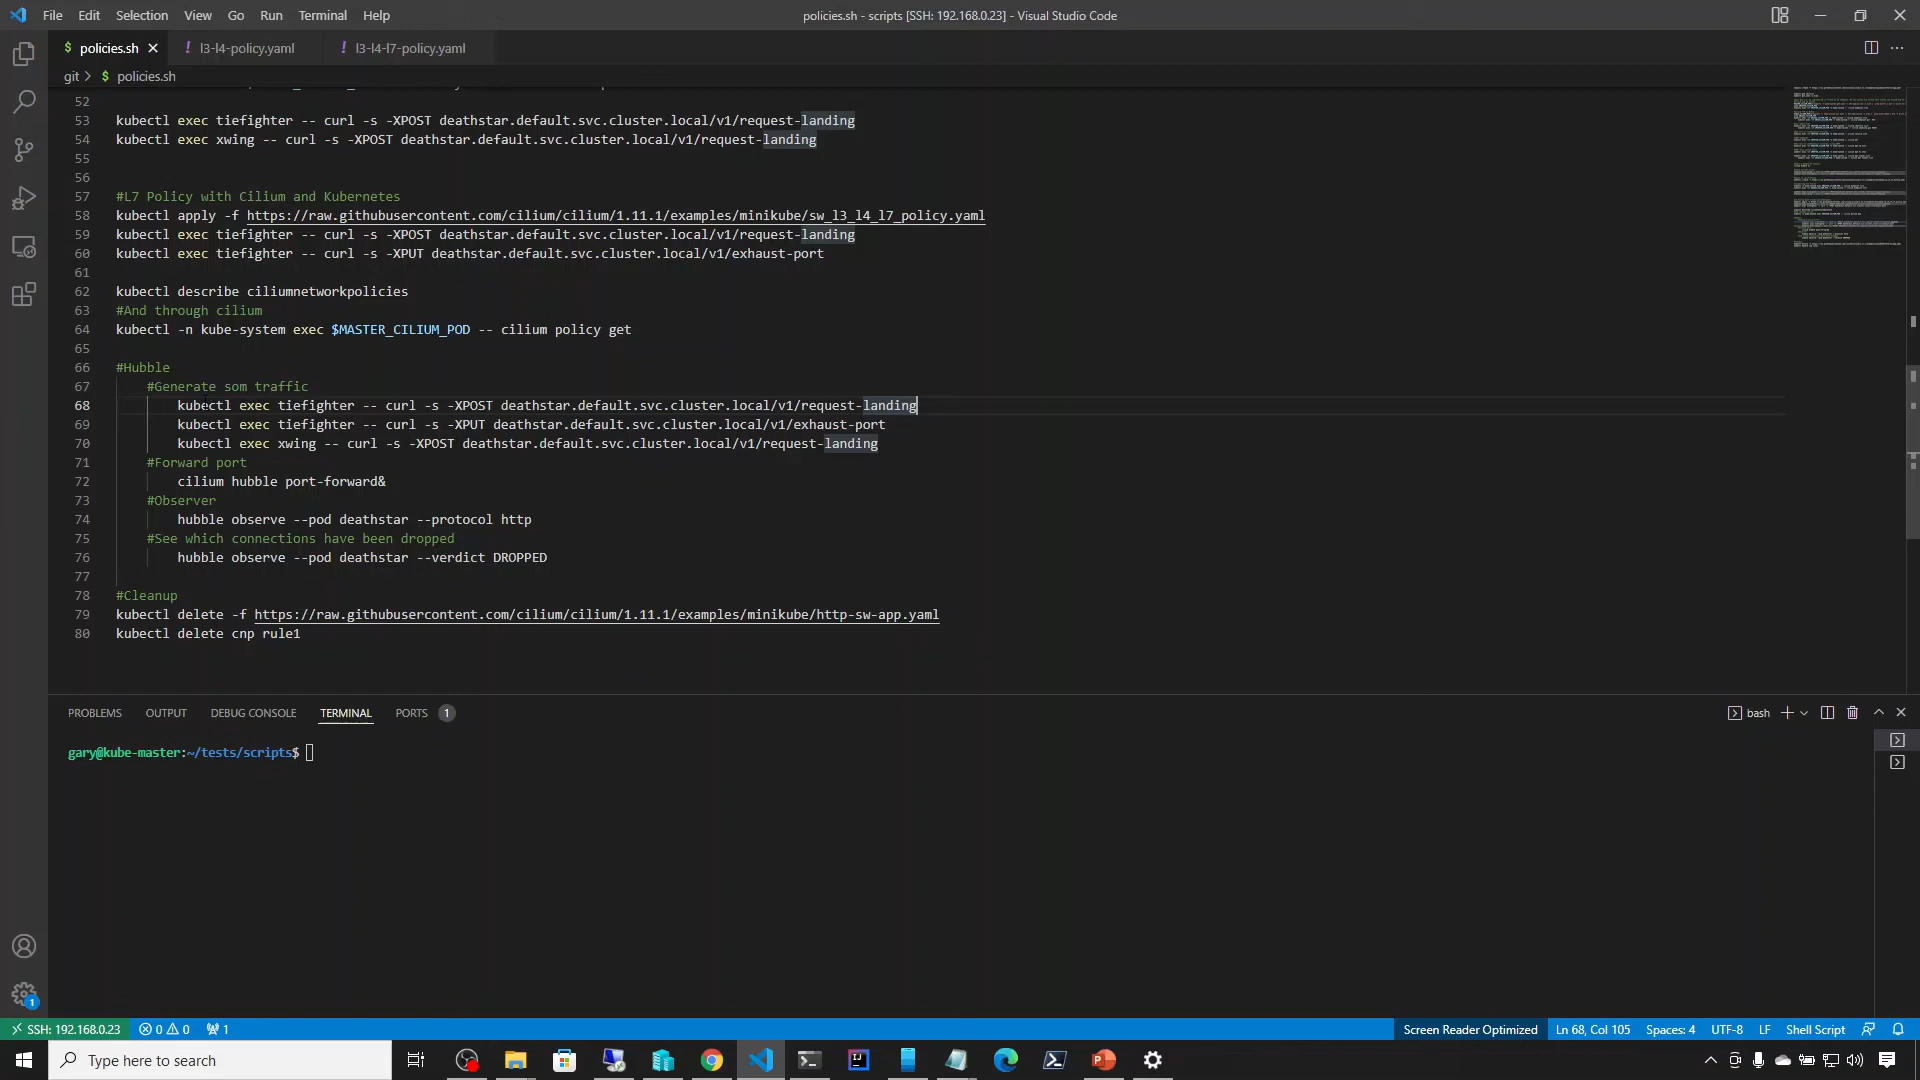 File Edit Selection View Go Run Terminal Help
policies.sh - scripts [SSH: 192.168.0.23] - Visual Studio Code
$ policies.sh
! l3-l4-policy.yaml
! l3-l4-l7-policy.yaml
git > $ policies.sh
52
53 kubectl exec tiefighter -- curl -s -XPOST deathstar.default.svc.cluster.local/v1/request-landing
54 kubectl exec xwing -- curl -s -XPOST deathstar.default.svc.cluster.local/v1/request-landing
55
56
57 #L7 Policy with Cilium and Kubernetes
58 kubectl apply -f https://raw.githubusercontent.com/cilium/cilium/1.11.1/examples/minikube/sw_l3_l4_l7_policy.yaml
59 kubectl exec tiefighter -- curl -s -XPOST deathstar.default.svc.cluster.local/v1/request-landing
60 kubectl exec tiefighter -- curl -s -XPUT deathstar.default.svc.cluster.local/v1/exhaust-port
61
62 kubectl describe ciliumnetworkpolicies
63 #And through cilium
64 kubectl -n kube-system exec $MASTER_CILIUM_POD -- cilium policy get
65
66 #Hubble
67 #Generate som traffic
68 kubectl exec tiefighter -- curl -s -XPOST deathstar.default.svc.cluster.local/v1/request-landing
69 kubectl exec tiefighter -- curl -s -XPUT deathstar.default.svc.cluster.local/v1/exhaust-port
70 kubectl exec xwing -- curl -s -XPOST deathstar.default.svc.cluster.local/v1/request-landing
71 #Forward port
72 cilium hubble port-forward&
73 #Observer
74 hubble observe --pod deathstar --protocol http
75 #See which connections have been dropped
76 hubble observe --pod deathstar --verdict DROPPED
77
78 #Cleanup
79 kubectl delete -f https://raw.githubusercontent.com/cilium/cilium/1.11.1/examples/minikube/http-sw-app.yaml
80 kubectl delete cnp rule1
PROBLEMS OUTPUT DEBUG CONSOLE TERMINAL PORTS 1
bash
gary@kube-master:~/tests/scripts$
1
SSH: 192.168.0.23 0 0 1
Screen Reader Optimized Ln 68, Col 105 Spaces: 4 UTF-8 LF Shell Script
Type here to search